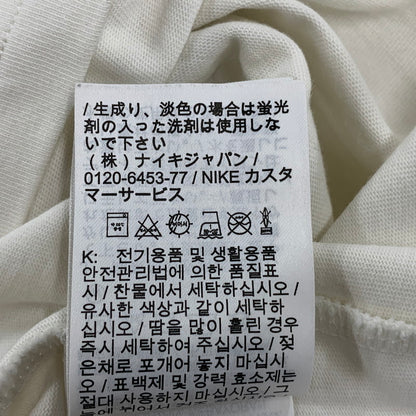 / 生成り、淡色の場合は蛍光
剤の入った洗剤は使用しな
いで下さい
（株）ナイキジャパン /
0120-6453-77 / NIKE カスタ
マーサービス
K: 전기용품 및 생활용품
안전관리법에 의한 품질표
시 / 찬물에서 세탁하십시오 /
유사한 색상과 같이 세탁하
십시오 / 땀을 많이 흘린 경우
즉시 세탁하여 주십시오 / 젖
은채로 포개어 놓지 마십시
오 / 표백제 및 강력 효소제는
절대 사용하지 마십시오 / 그